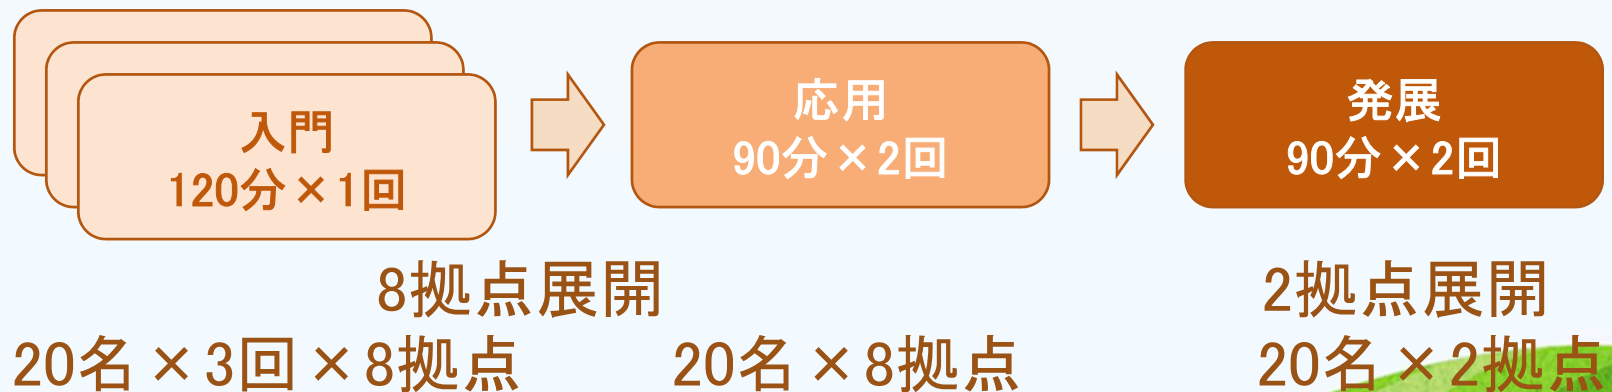 入門
120分×1回
応用
90分×2回
発展
90分×2回
8拠点展開
2拠点展開
20名×3回×8拠点
20名×8拠点
20名×2拠点